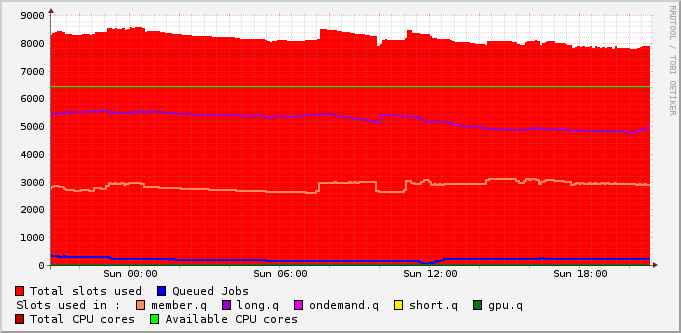 9000
8000
7000
6000
5000
4000
3000
2000
1000
0
Sun 00:00 Sun 06:00 Sun 12:00 Sun 18:00
Total slots used Queued Jobs
Slots used in : member.q long.q ondemand.q short.q gpu.q
Total CPU cores Available CPU cores
RRDTOOL / TOBI OETIKER